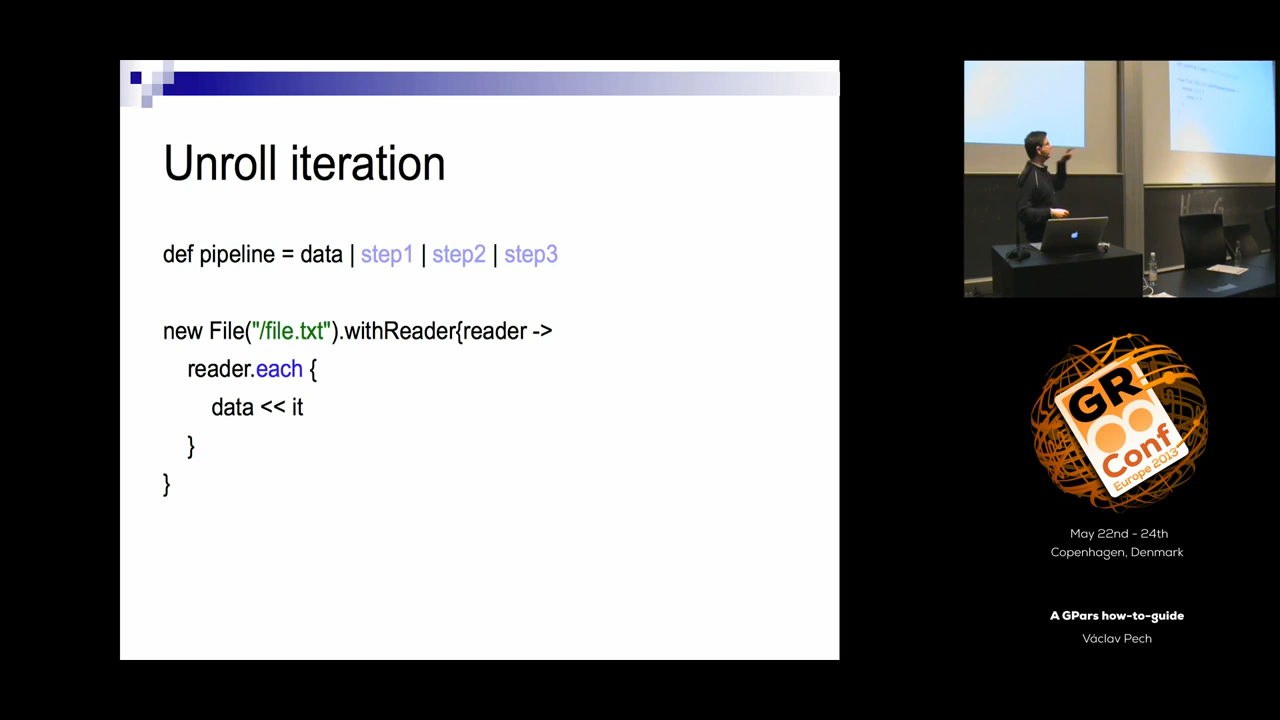 Unroll iteration
def pipeline = data | step1 | step2 | step3
new File("/file.txt").withReader{reader ->
reader.each {
data << it
}
}
GR8
Conf
Europe 2013
May 22nd - 24th
Copenhagen, Denmark
A GPars how-to-guide
Václav Pech